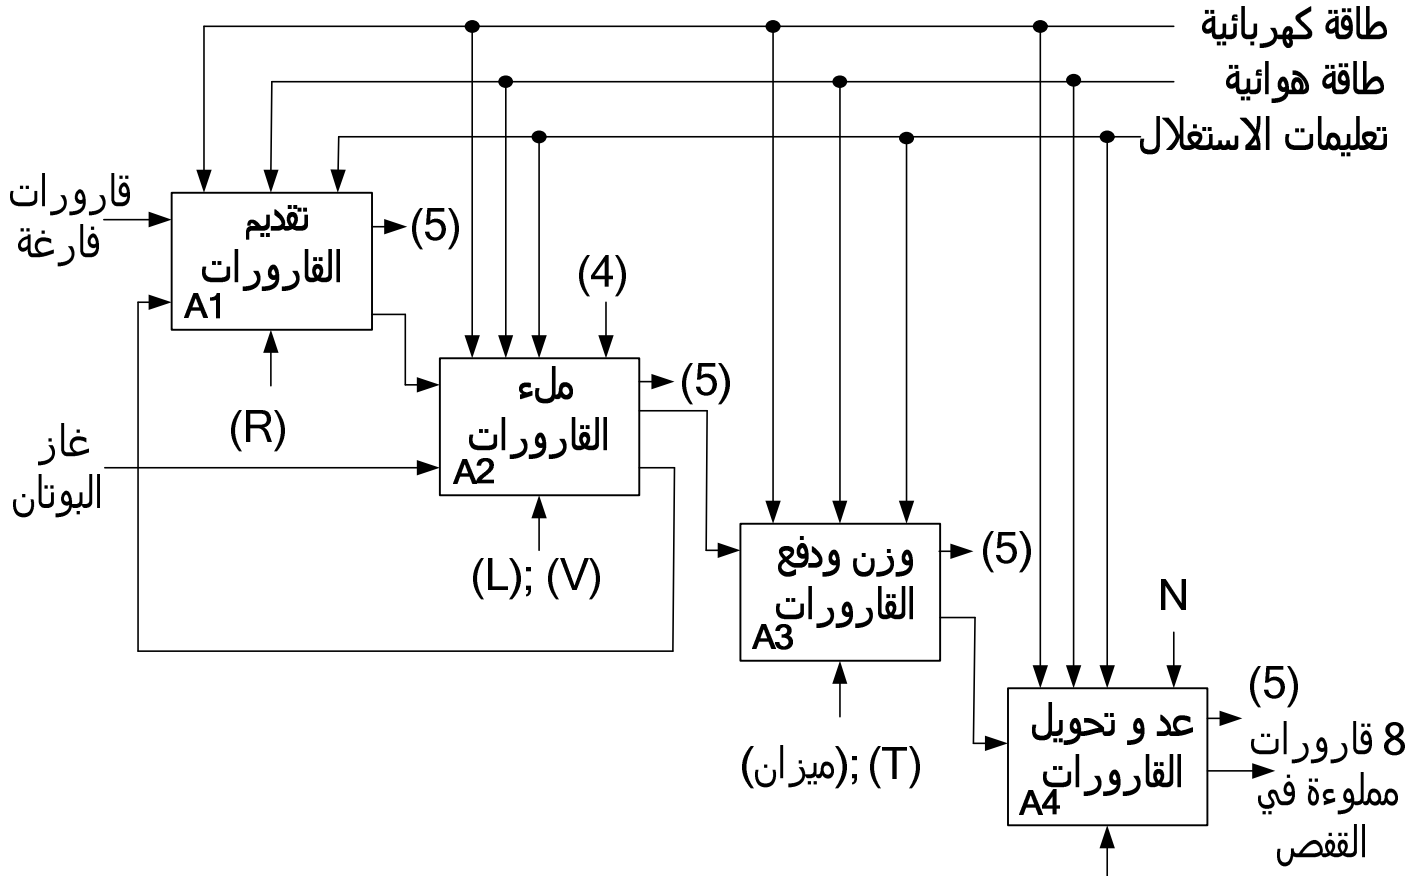 طاقة كهربائية
طاقة هوائية
تعليمات الاستغلال
قارورات
فارغة
تقديم
القارورات
A1
(5)
(4)
(R)
ملء
القارورات
A2
(5)
غاز
البوتان
(L); (V)
وزن ودفع
القارورات
A3
(5)
N
(ميزان); (T)
عد و تحويل
القارورات
A4
(5)
8 قارورات
مملوءة في
القفص